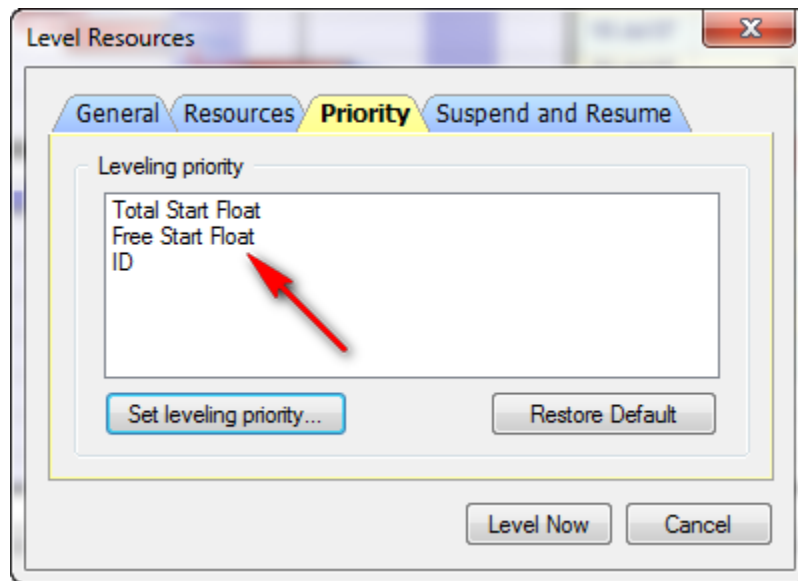 Level Resources
General Resources Priority Suspend and Resume
Leveling priority
Total Start Float
Free Start Float
ID
Set leveling priority... Restore Default
Level Now Cancel